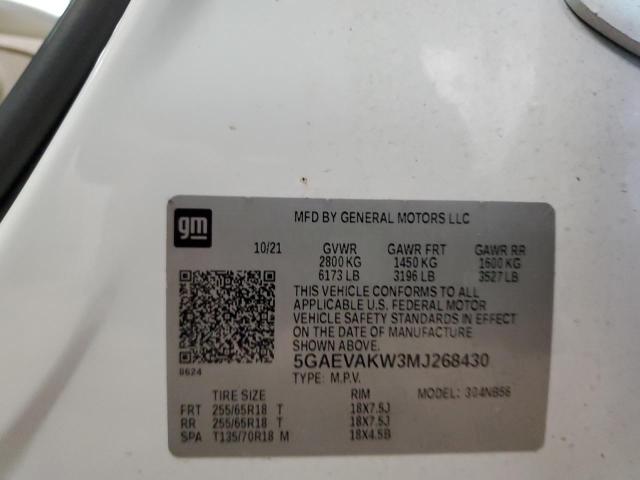 gm
MFD BY GENERAL MOTORS LLC
10/21 GVWR GAWR FRT GAWR RR
2800 KG 1450 KG 1600 KG
6173 LB 3196 LB 3527 LB
THIS VEHICLE CONFORMS TO ALL
APPLICABLE U.S. FEDERAL MOTOR
VEHICLE SAFETY STANDARDS IN EFFECT
ON THE DATE OF MANUFACTURE
SHOWN ABOVE.
5GAEVAKW3MJ268430
8624
TYPE: M.P.V.
TIRE SIZE RIM MODEL: 304NB56
FRT 255/65R18 T 18X7.5J
RR 255/65R18 T 18X7.5J
SPA T135/70R18 M 18X4.5B